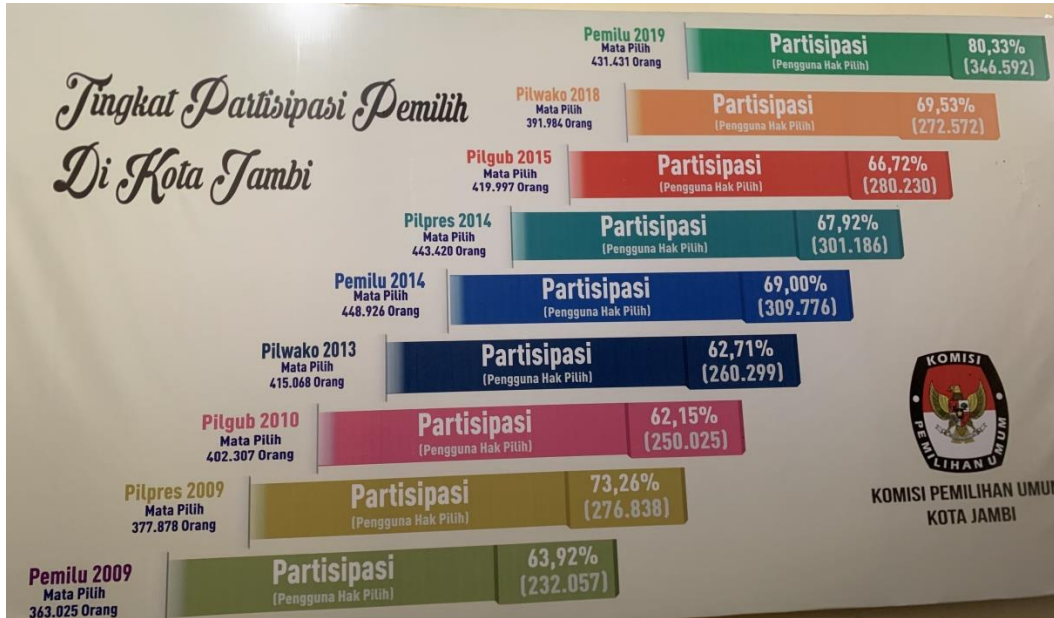 Tingkat Partisipasi Pemilih
Di Kota Jambi
Pemilu 2019
Mata Pilih
431.431 Orang
Partisipasi
(Pengguna Hak Pilih)
80,33%
(346.592)
Pilwako 2018
Mata Pilih
391.984 Orang
Partisipasi
(Pengguna Hak Pilih)
69,53%
(272.572)
Pilgub 2015
Mata Pilih
419.997 Orang
Partisipasi
(Pengguna Hak Pilih)
66,72%
(280.230)
Pilpres 2014
Mata Pilih
443.420 Orang
Partisipasi
(Pengguna Hak Pilih)
67,92%
(301.186)
Pemilu 2014
Mata Pilih
448.926 Orang
Partisipasi
(Pengguna Hak Pilih)
69,00%
(309.776)
Pilwako 2013
Mata Pilih
415.068 Orang
Partisipasi
(Pengguna Hak Pilih)
62,71%
(260.299)
Pilgub 2010
Mata Pilih
402.307 Orang
Partisipasi
(Pengguna Hak Pilih)
62,15%
(250.025)
Pilpres 2009
Mata Pilih
377.878 Orang
Partisipasi
(Pengguna Hak Pilih)
73,26%
(276.838)
Pemilu 2009
Mata Pilih
363.025 Orang
Partisipasi
(Pengguna Hak Pilih)
63,92%
(232.057)
KOMISI
PEMILIHAN UMUM
KOMISI PEMILIHAN UMUM
KOTA JAMBI